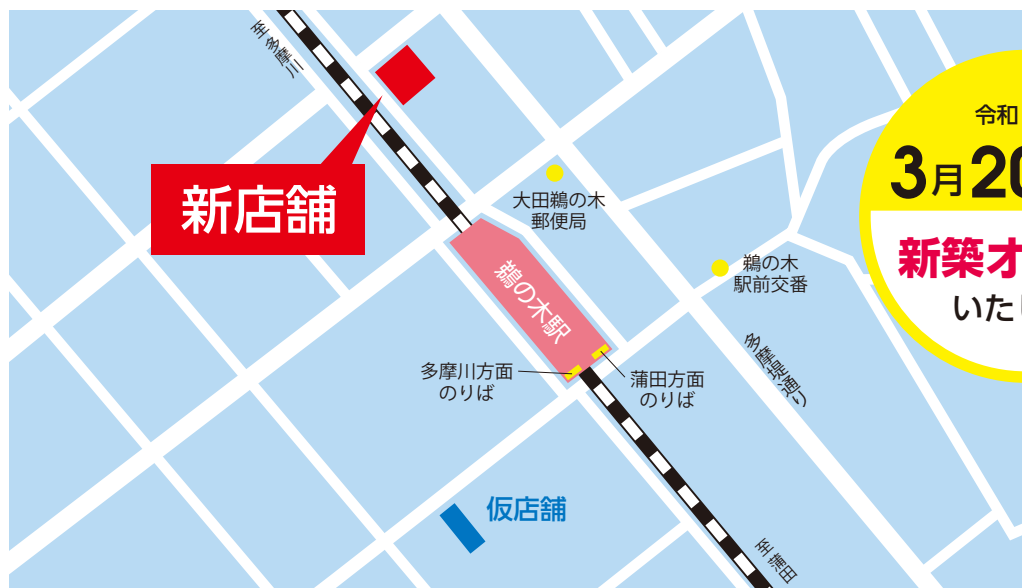 至多摩川
新店舗
大田鵜の木
郵便局
鵜の木駅
鵜の木
駅前交番
多摩川方面
のりば
蒲田方面
のりば
多摩堤通り
仮店舗
至蒲田
令和
3月20
新築オ
いたし